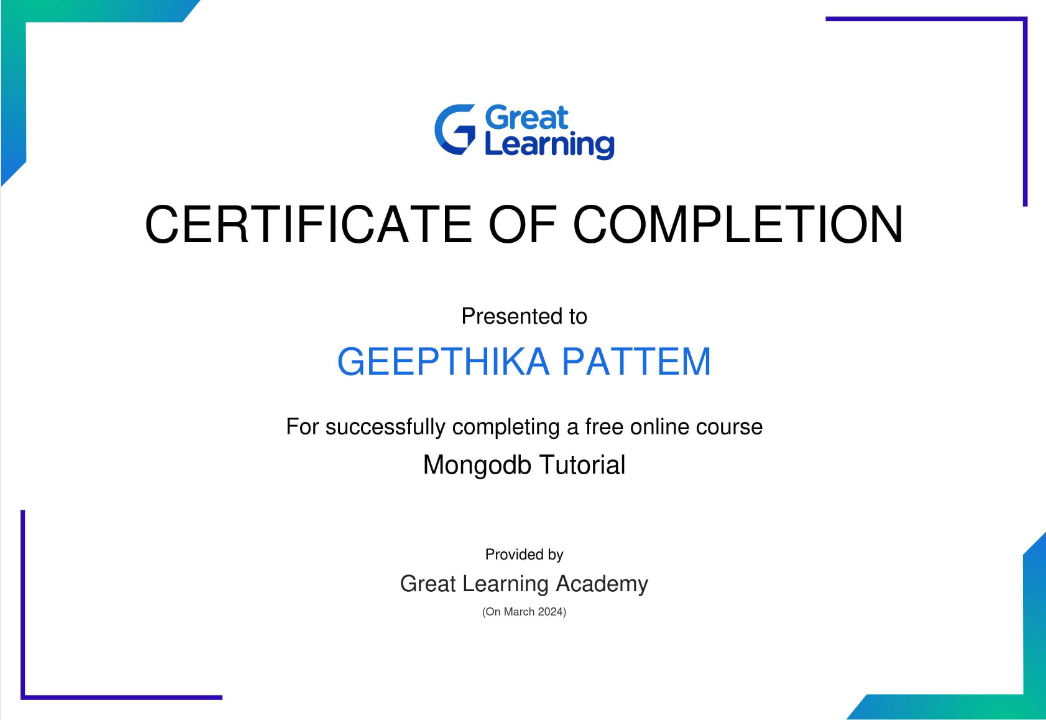 Great
Learning
CERTIFICATE OF COMPLETION
Presented to
GEEPTHIKA PATTEM
For successfully completing a free online course
Mongodb Tutorial
Provided by
Great Learning Academy
(On March 2024)